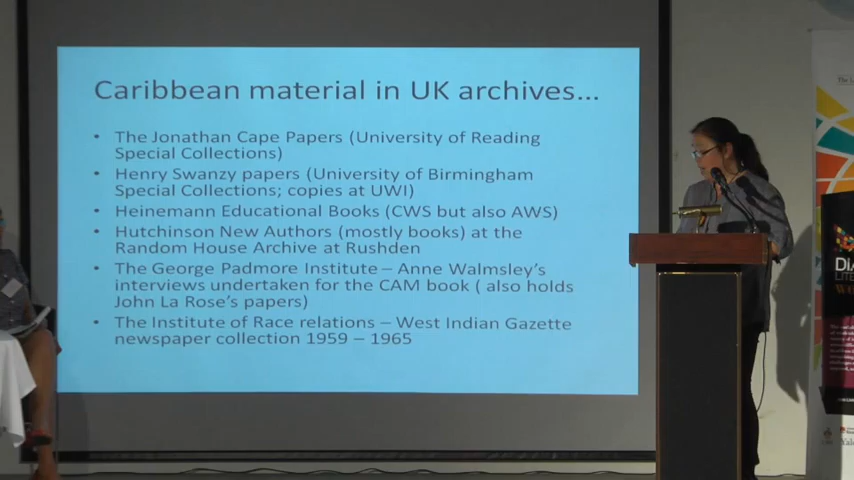 Caribbean material in UK archives...
• The Jonathan Cape Papers (University of Reading
Special Collections)
• Henry Swanzy papers (University of Birmingham
Special Collections; copies at UWI)
• Heinemann Educational Books (CWS but also AWS)
• Hutchinson New Authors (mostly books) at the
Random House Archive at Rushden
• The George Padmore Institute – Anne Walmsley's
interviews undertaken for the CAM book ( also holds
John La Rose's papers)
• The Institute of Race relations – West Indian Gazette
newspaper collection 1959 – 1965
DIA
LITE
Yale